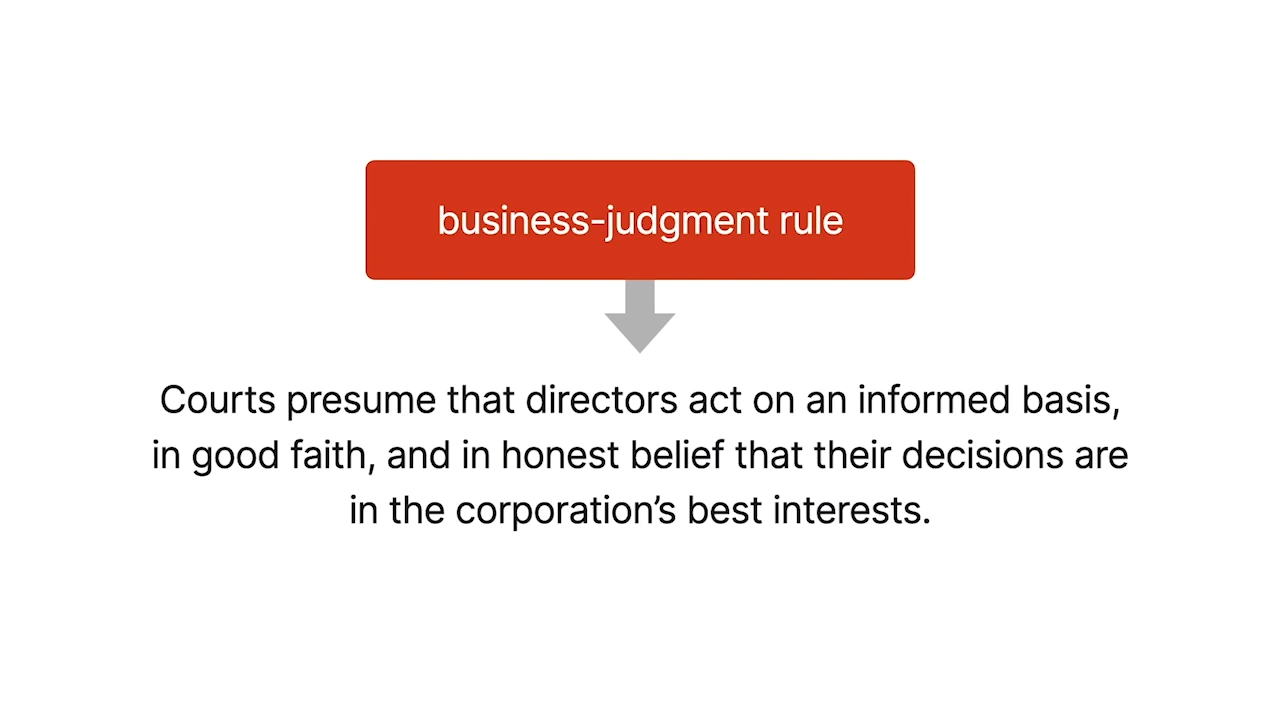 business-judgment rule
Courts presume that directors act on an informed basis,
in good faith, and in honest belief that their decisions are
in the corporation’s best interests.